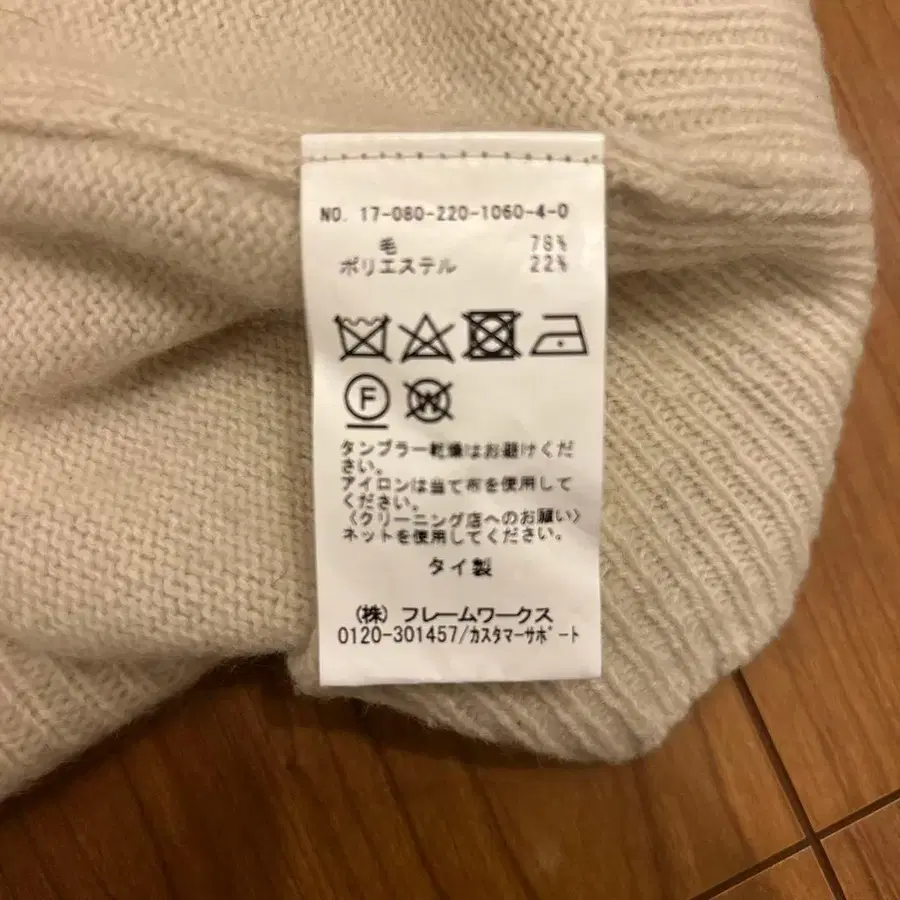 NO. 17-080-220-1060-4-0
毛 78%
ポリエステル 22%
F
W
タンブラー乾燥はお避けくだ
さい。
アイロンは当て布を使用して
ください。
〈クリーニング店へのお願い〉
ネットを使用してください。
タイ製
(株) フレームワークス
0120-301457/カスタマーサポート